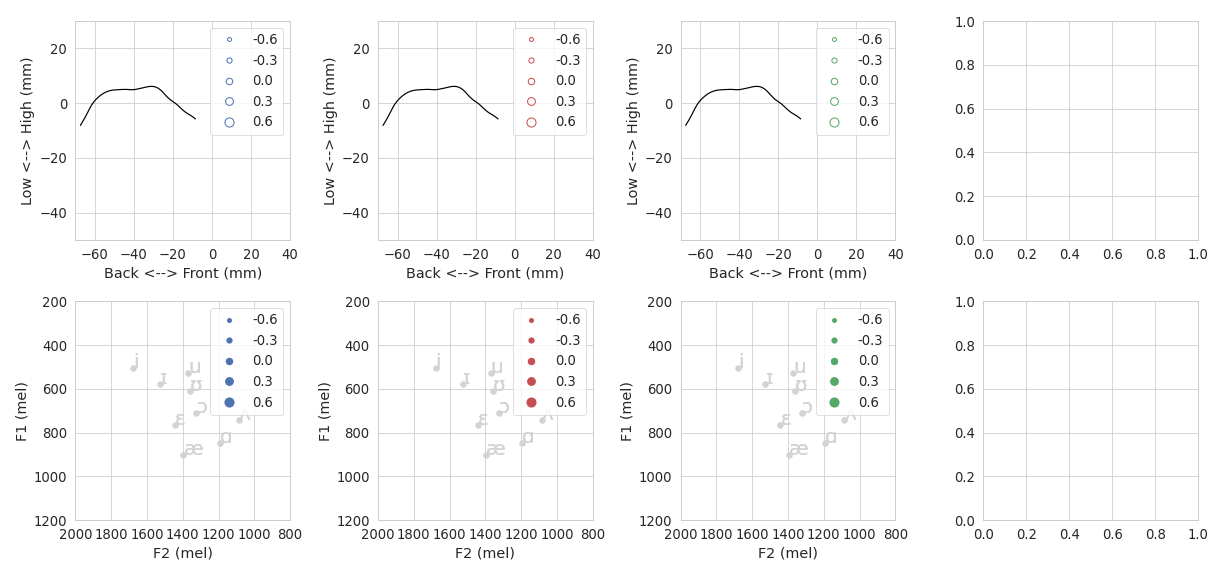 20
0
−20
−40
Low <--> High (mm)
-0.6
-0.3
0.0
0.3
0.6
−60 −40 −20 0 20 40
Back <--> Front (mm)
20
0
−20
−40
Low <--> High (mm)
-0.6
-0.3
0.0
0.3
0.6
−60 −40 −20 0 20 40
Back <--> Front (mm)
20
0
−20
−40
Low <--> High (mm)
-0.6
-0.3
0.0
0.3
0.6
−60 −40 −20 0 20 40
Back <--> Front (mm)
1.0
0.8
0.6
0.4
0.2
0.0
0.0 0.2 0.4 0.6 0.8 1.0
200
400
600
800
1000
1200
F1 (mel)
-0.6
-0.3
0.0
0.3
0.6
j
u
ɪ
ʊ
ɔ
ɛ
ʌ
ɑ
æ
2000 1800 1600 1400 1200 1000 800
F2 (mel)
200
400
600
800
1000
1200
F1 (mel)
-0.6
-0.3
0.0
0.3
0.6
j
u
ɪ
ʊ
ɔ
ɛ
ʌ
ɑ
æ
2000 1800 1600 1400 1200 1000 800
F2 (mel)
200
400
600
800
1000
1200
F1 (mel)
-0.6
-0.3
0.0
0.3
0.6
j
u
ɪ
ʊ
ɔ
ɛ
ʌ
ɑ
æ
2000 1800 1600 1400 1200 1000 800
F2 (mel)
1.0
0.8
0.6
0.4
0.2
0.0
0.0 0.2 0.4 0.6 0.8 1.0